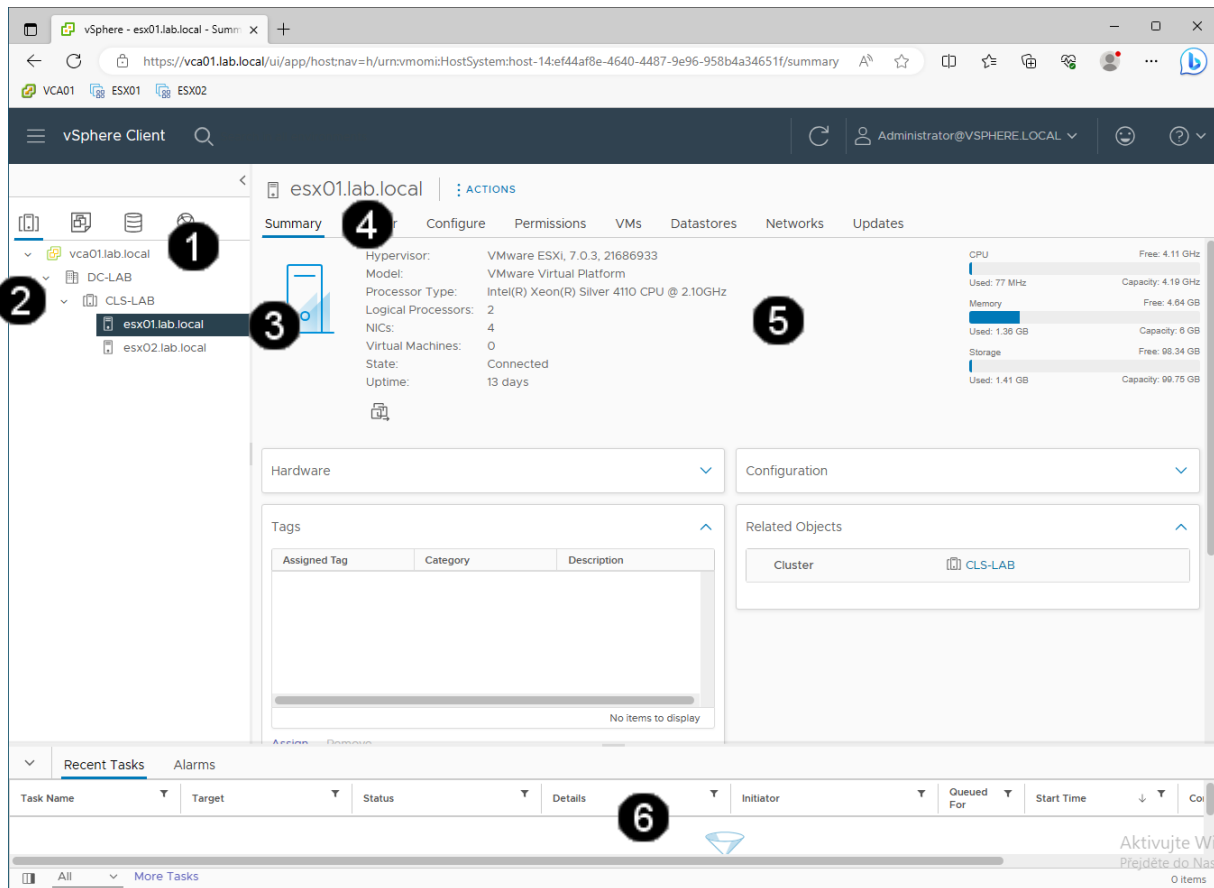 vSphere - esx01.lab.local - Summ
https://vca01.lab.local/ui/app/host:nav=h/urn:vmomi:HostSystem:host-14:ef44af8e-4640-4487-9e96-958b4a34651f/summary
VCA01 ESX01 ESX02
vSphere Client Administrator@VSPHERE.LOCAL
esx01.lab.local ACTIONS
Summary 4 r Configure Permissions VMs Datastores Networks Updates
1
vca01.lab.local
DC-LAB
2 CLS-LAB
esx01.lab.local
esx02.lab.local
3
Hypervisor: VMware ESXi, 7.0.3, 21686933
Model: VMware Virtual Platform
Processor Type: Intel(R) Xeon(R) Silver 4110 CPU @ 2.10GHz
Logical Processors: 2
NICs: 4
Virtual Machines: 0
State: Connected
Uptime: 13 days
5
CPU Free: 4.11 GHz
Used: 77 MHz Capacity: 4.19 GHz
Memory Free: 4.64 GB
Used: 1.36 GB Capacity: 6 GB
Storage Free: 98.34 GB
Used: 1.41 GB Capacity: 99.75 GB
Hardware
Configuration
Tags
Assigned Tag Category Description
No items to display
Assign Remove
Related Objects
Cluster CLS-LAB
Recent Tasks Alarms
Task Name Target Status Details Initiator Queued For Start Time Co
6
Aktivujte Wi
Přejděte do Nas
All More Tasks 0 items